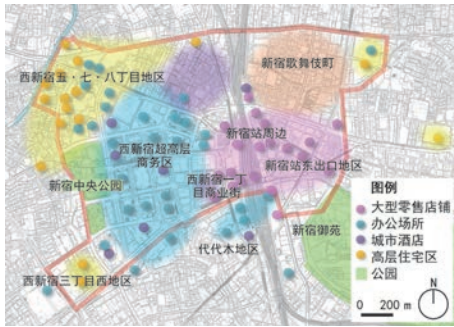 西新宿五·七·八丁目地区
新宿歌舞伎町
新宿站周边
西新宿超高层
商务区
新宿站东出口地区
西新宿一丁
目商业街
新宿中央公园
新宿御苑
代代木地区
西新宿三丁目西地区
图例
大型零售店铺
办公场所
城市酒店
高层住宅区
公园
0 200 m
N